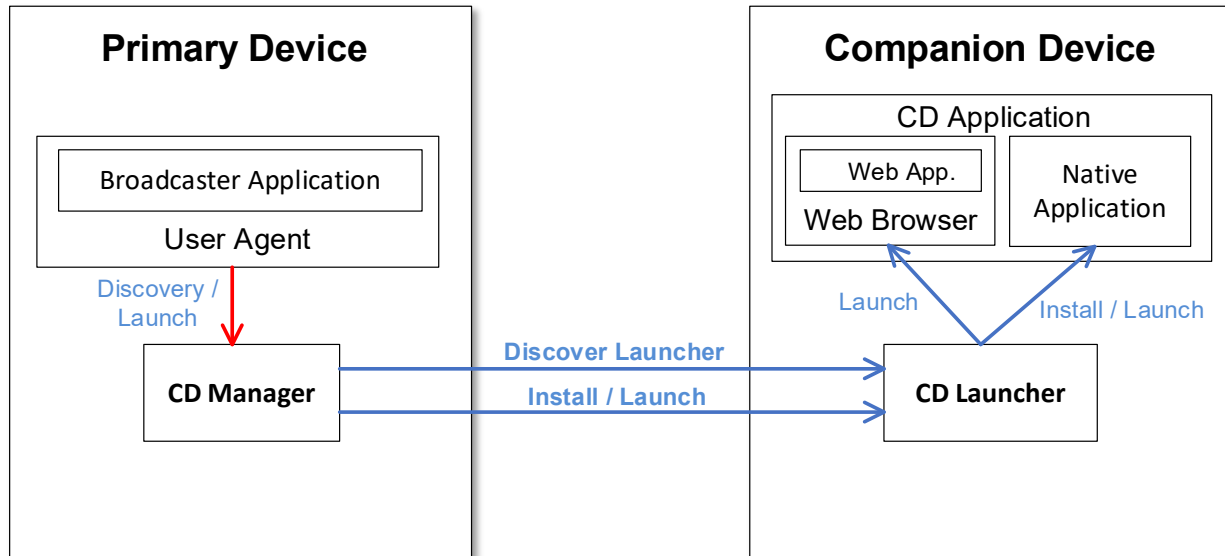 Primary Device
Broadcaster Application
User Agent
Discovery /
Launch
CD Manager
Discover Launcher
Install / Launch
Companion Device
CD Application
Web App.
Web Browser
Native
Application
Launch
Install / Launch
CD Launcher